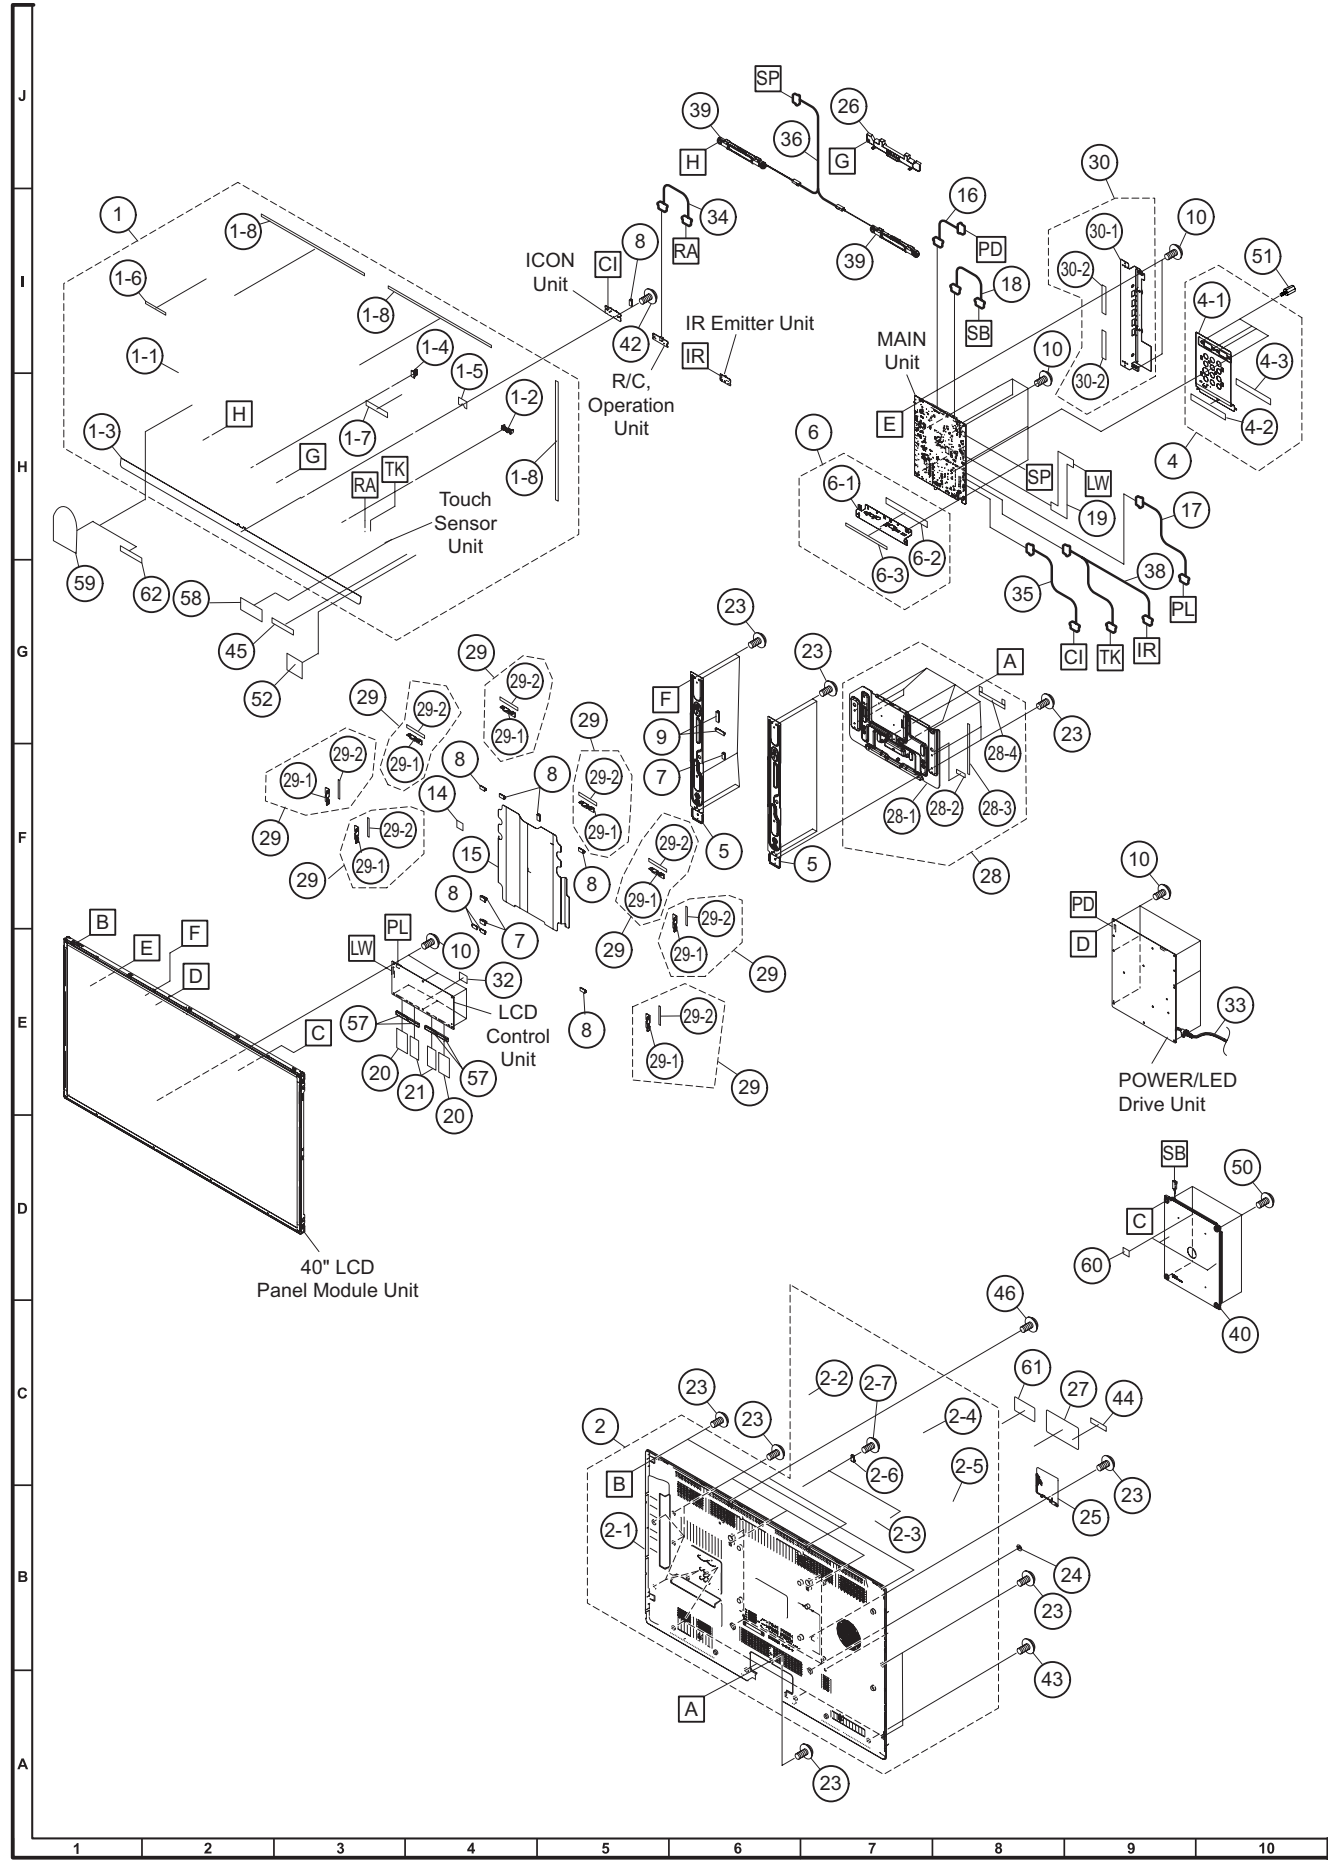 J
SP
39
36
26
H
G
30
1
1-8
34
8
RA
16
PD
30-1
10
51
ICON
Unit
CI
39
I
1-6
18
30-2
4-1
1-8
42
IR Emitter Unit
SB
MAIN
Unit
10
1-1
1-4
IR
4-3
1-5
R/C,
Operation
Unit
30-2
1-2
E
H
1-7
4-2
1-3
6
4
H
G
TK
1-8
SP
LW
RA
6-1
Touch
Sensor
Unit
19
17
6-2
59
62
58
6-3
35
38
23
PL
45
29
23
A
CI
TK
IR
G
52
29
29-2
F
29-2
9
23
29-1
29
28-4
29-2
29-1
8
8
7
29-1
29-2
14
28-1
28-2
28-3
29
29-2
29-1
F
15
29-2
5
5
29
29-1
8
28
10
29-1
8
29-2
PD
B
PL
7
29
D
F
LW
10
29-1
29
E
32
D
LCD
Control
Unit
29-2
E
57
8
33
C
29-1
20
21
57
29
POWER/LED
Drive Unit
20
SB
50
D
C
40" LCD
Panel Module Unit
60
46
40
61
27
C
2-2
2-7
44
23
2
23
2-4
2-6
2-5
B
23
2-1
2-3
25
24
B
23
43
A
A
23
1
2
3
4
5
6
7
8
9
10